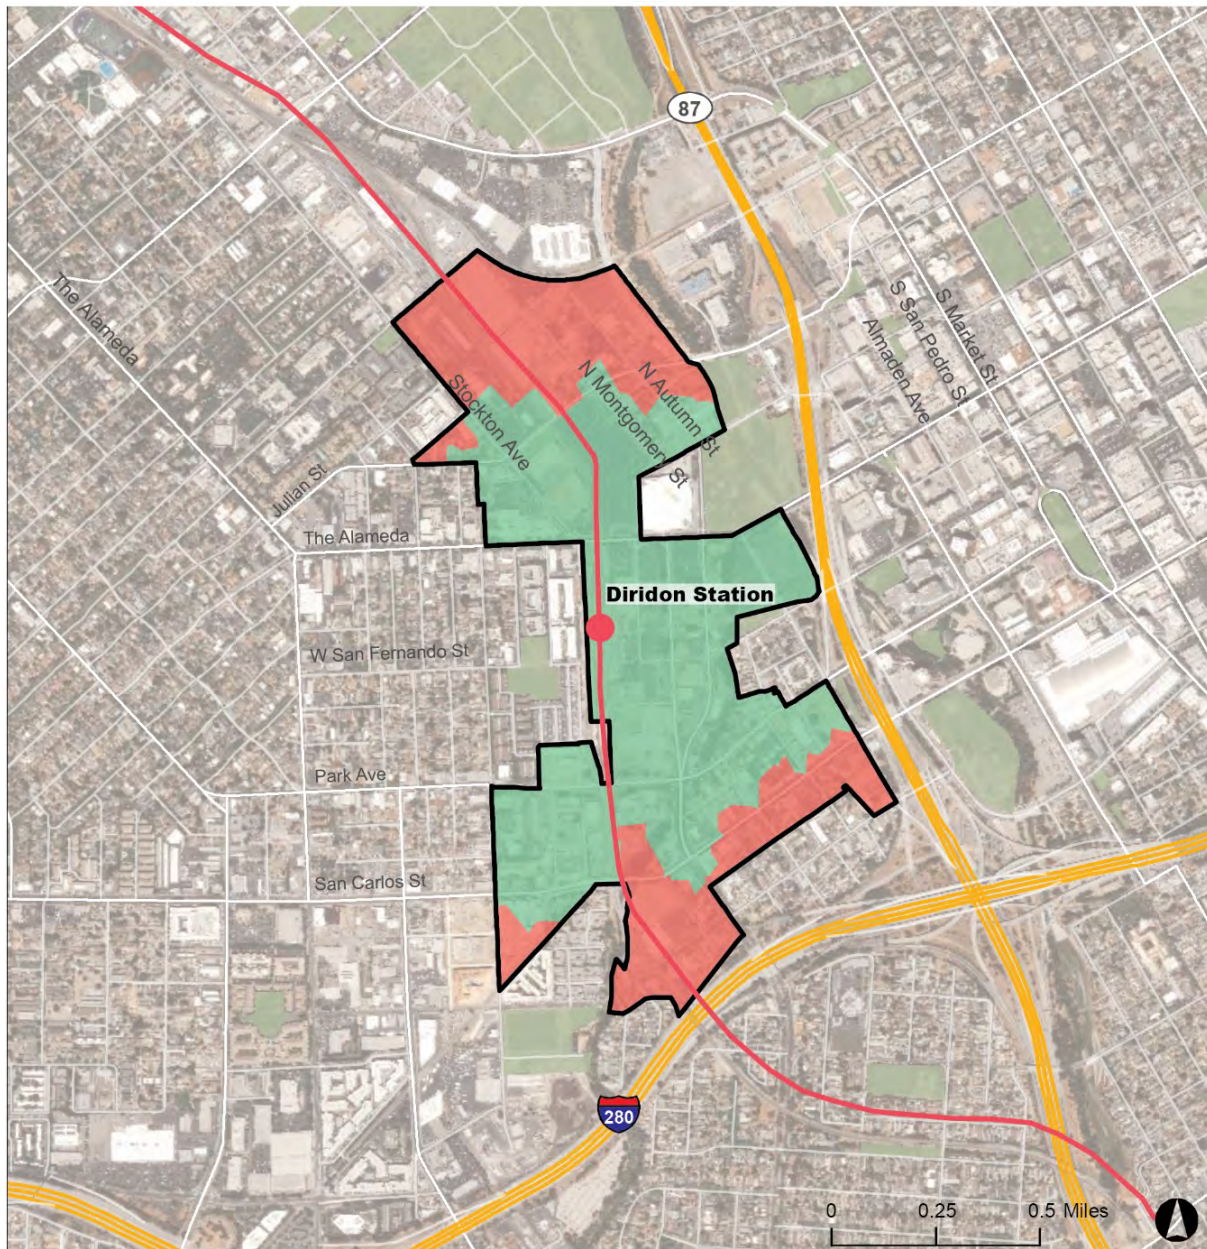 87
The Alameda
S Market St
S San Pedro St
Almaden Ave
Stockton Ave
N Montgomery St
N Autumn St
Julian St
The Alameda
Diridon Station
W San Fernando St
Park Ave
San Carlos St
280
0 0.25 0.5 Miles